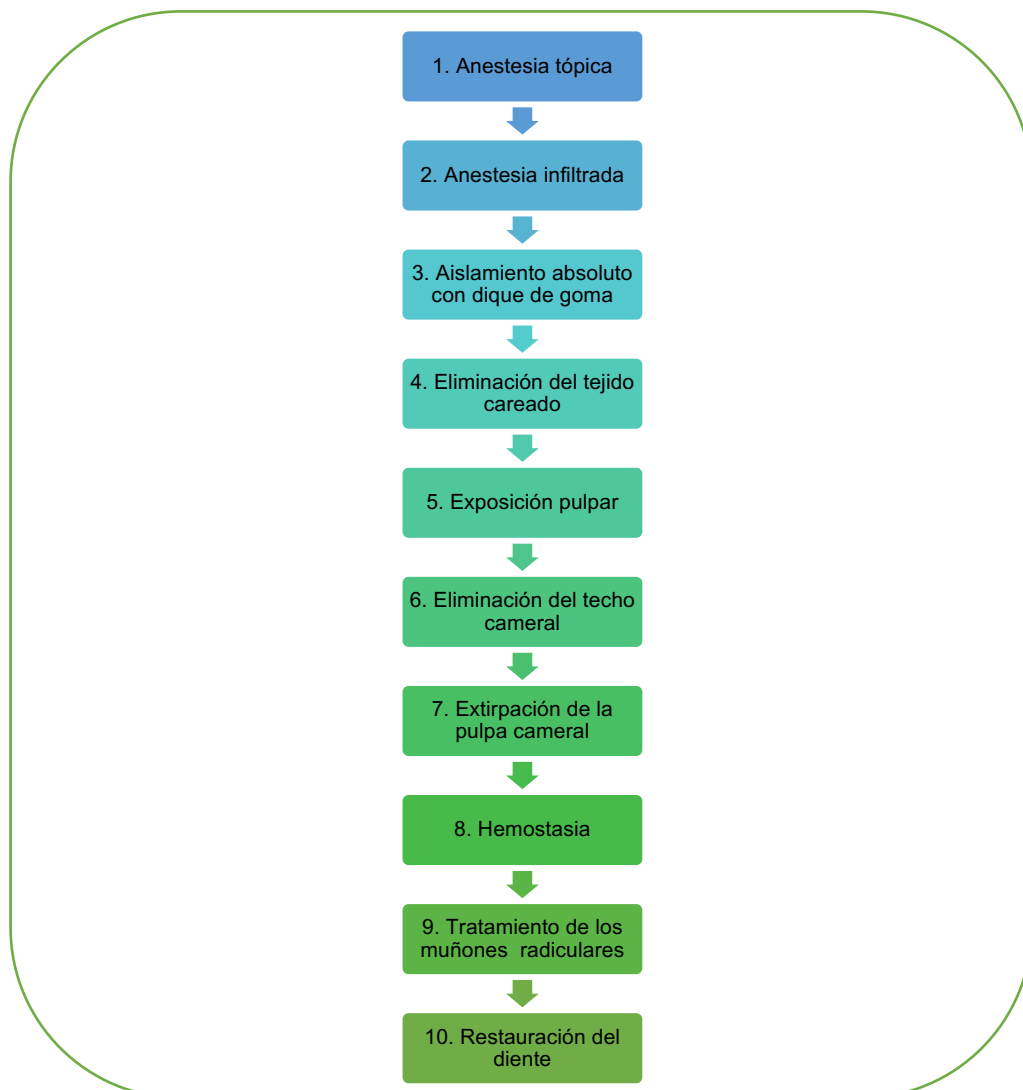 1. Anestesia tópica
2. Anestesia infiltrada
3. Aislamiento absoluto
con dique de goma
4. Eliminación del tejido
careado
5. Exposición pulpar
6. Eliminación del techo
cameral
7. Extirpación de la
pulpa cameral
8. Hemostasia
9. Tratamiento de los
muñones  radiculares
10. Restauración del
diente